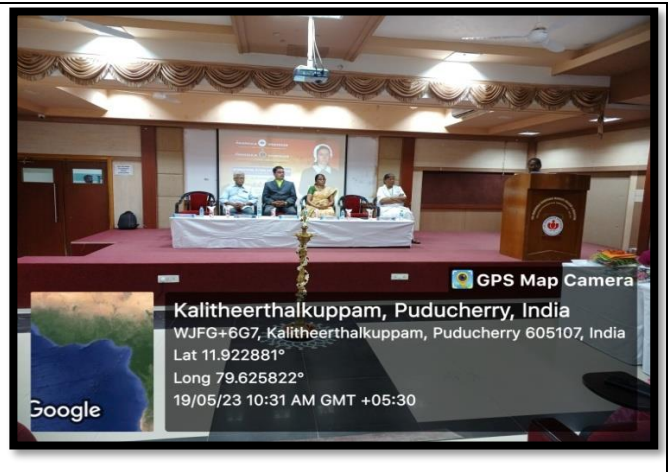 GPS Map Camera
Kalitheerthalkuppam, Puducherry, India
WJFG+6G7, Kalitheerthalkuppam, Puducherry 605107, India
Lat 11.922881°
Long 79.625822°
19/05/23 10:31 AM GMT +05:30
Google